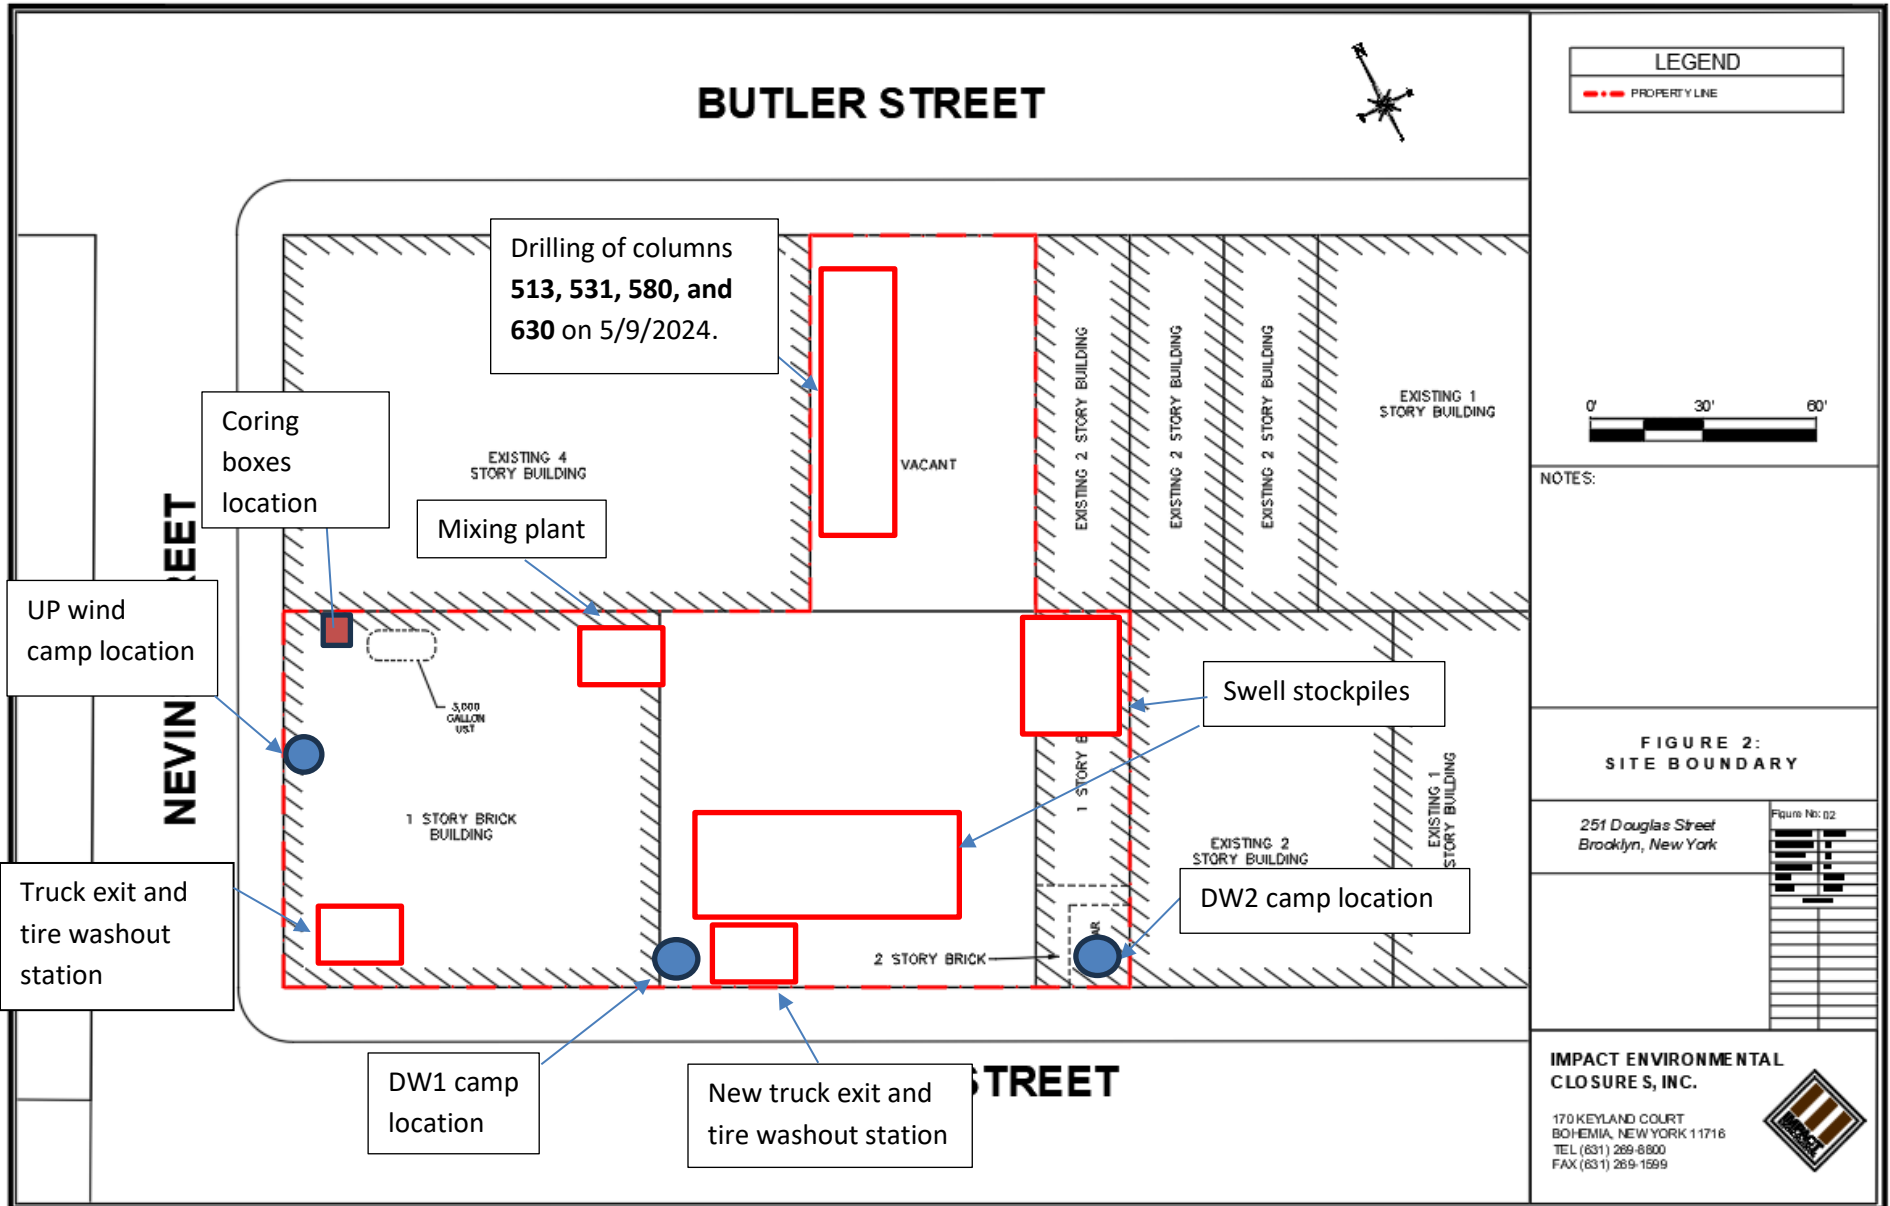 BUTLER STREET
N
LEGEND
PROPERTY LINE
Drilling of columns
513, 531, 580, and
630 on 5/9/2024.
Coring
boxes
location
EXISTING 4
STORY BUILDING
Mixing plant
VACANT
EXISTING 2 STORY BUILDING
EXISTING 2 STORY BUILDING
EXISTING 2 STORY BUILDING
EXISTING 1
STORY BUILDING
0' 30' 60'
NOTES:
NEVIN
REET
UP wind
camp location
3,000
GALLON
UST
Swell stockpiles
1 STORY B
1 STORY BRICK
BUILDING
EXISTING 2
STORY BUILDING
EXISTING 1
STORY BUILDING
FIGURE 2:
SITE BOUNDARY
251 Douglas Street
Brooklyn, New York
Figure No: 02
Truck exit and
tire washout
station
DW2 camp location
AR
2 STORY BRICK
DW1 camp
location
New truck exit and
tire washout station
STREET
IMPACT ENVIRONMENTAL
CLOSURES, INC.
170 KEYLAND COURT
BOHEMIA, NEW YORK 11716
TEL (631) 269-8800
FAX (631) 269-1599
IMPACT